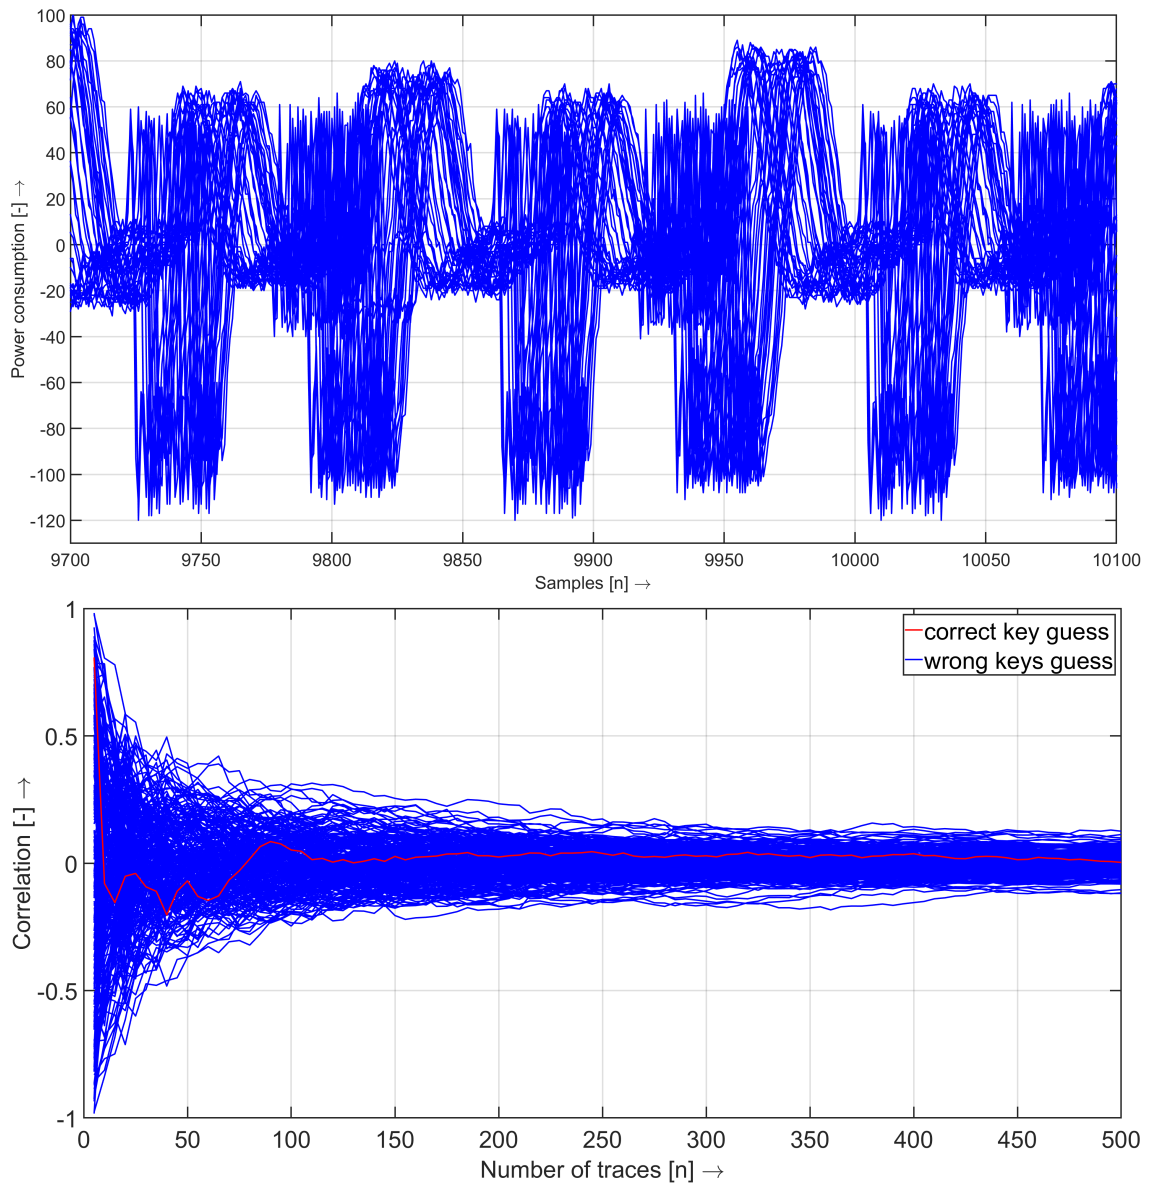 100
80
60
40
20
0
-20
-40
-60
-80
-100
-120
Power consumption [-] →
9700 9750 9800 9850 9900 9950 10000 10050 10100
Samples [n] →
1
0.5
0
-0.5
-1
Correlation [-] →
correct key guess
wrong keys guess
0 50 100 150 200 250 300 350 400 450 500
Number of traces [n] →